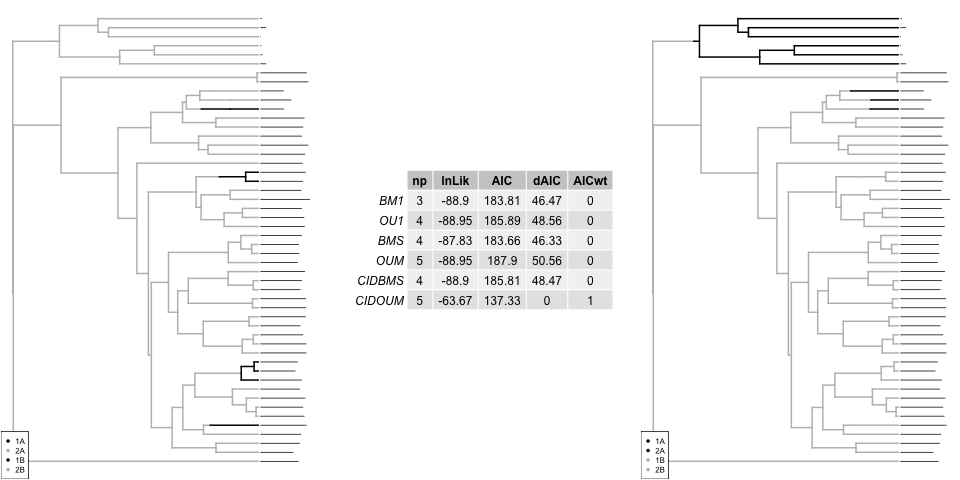 np lnLik AIC dAIC AICwt
BM1 3 -88.9 183.81 46.47 0
OU1 4 -88.95 185.89 48.56 0
BMS 4 -87.83 183.66 46.33 0
OUM 5 -88.95 187.9 50.56 0
CIDBMS 4 -88.9 185.81 48.47 0
CIDOUM 5 -63.67 137.33 0 1
1A
2A
1B
2B
1A
2A
1B
2B